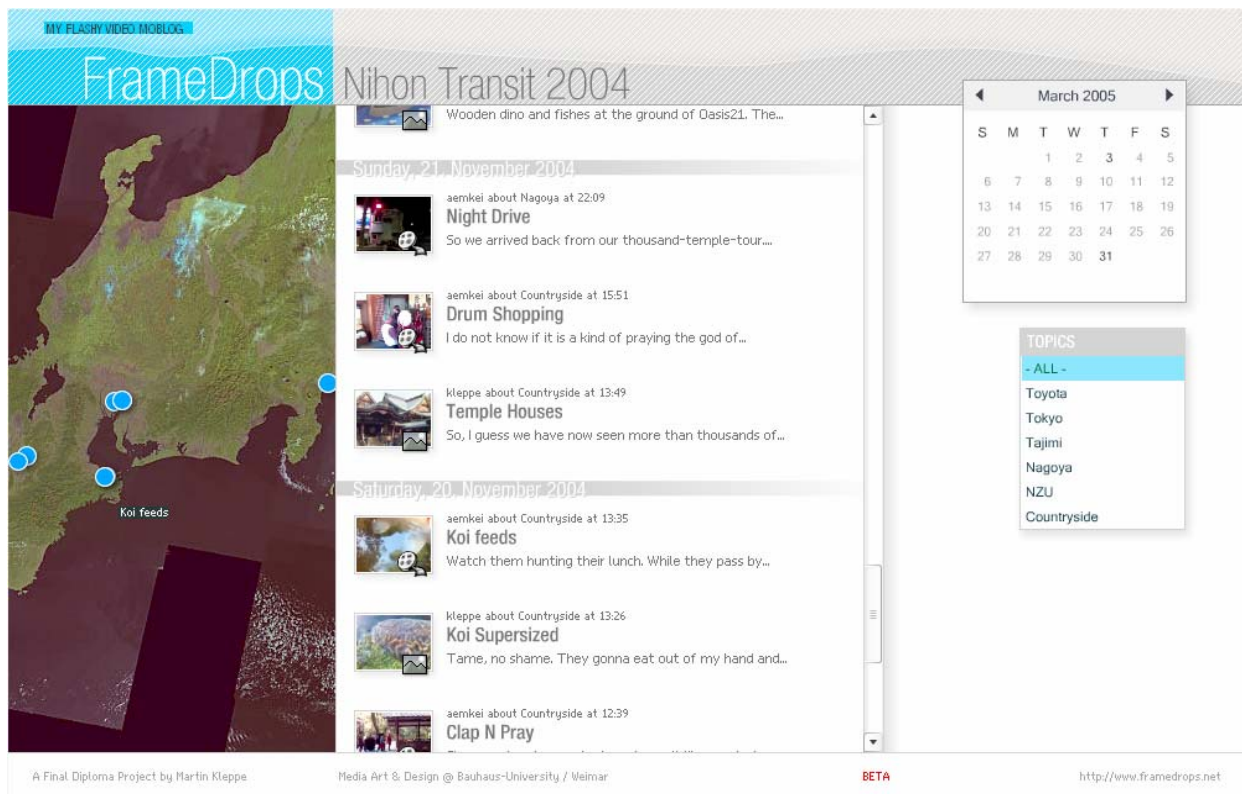 MY FLASHY VIDEO MOBLOG
FrameDrops Nihon Transit 2004
Koi feeds
Wooden dino and fishes at the ground of Oasis21. The...
Sunday, 21. November 2004
aemkei about Nagoya at 22:09
Night Drive
So we arrived back from our thousand-temple-tour....
aemkei about Countryside at 15:51
Drum Shopping
I do not know if it is a kind of praying the god of...
kleppe about Countryside at 13:49
Temple Houses
So, I guess we have now seen more than thousands of...
Saturday, 20. November 2004
aemkei about Countryside at 13:35
Koi feeds
Watch them hunting their lunch. While they pass by...
kleppe about Countryside at 13:26
Koi Supersized
Tame, no shame. They gonna eat out of my hand and...
aemkei about Countryside at 12:39
Clap N Pray
March 2005
S M T W T F S
1 2 3 4 5
6 7 8 9 10 11 12
13 14 15 16 17 18 19
20 21 22 23 24 25 26
27 28 29 30 31
TOPICS
- ALL -
Toyota
Tokyo
Tajimi
Nagoya
NZU
Countryside
A Final Diploma Project by Martin Kleppe
Media Art & Design @ Bauhaus-University / Weimar
BETA
http://www.framedrops.net